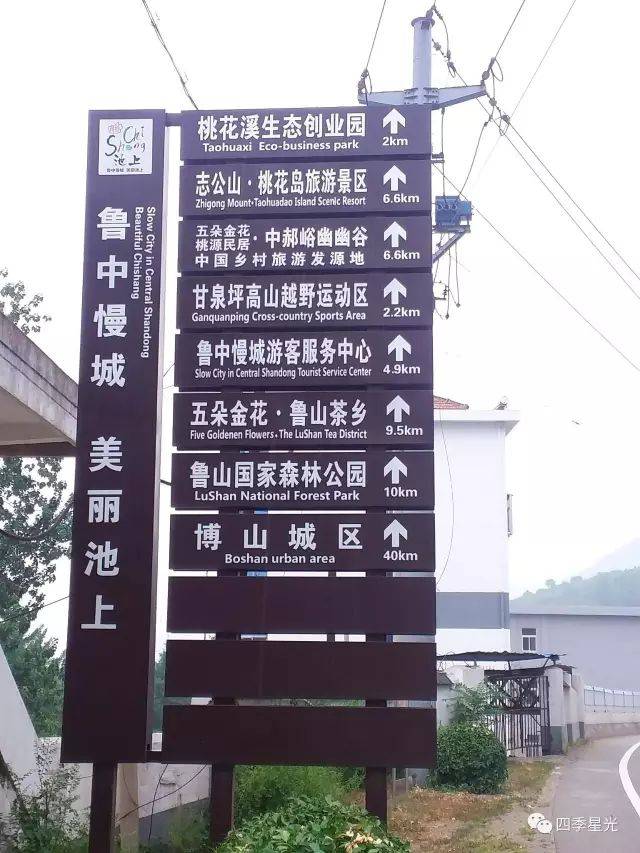 Chi
Shang
池上
鲁中慢城 美丽池上
鲁中慢城 美丽池上
Slow City in Central Shandong
Beautiful Chishang
桃花溪生态创业园
Taohuaxi Eco-business park
2km
志公山·桃花岛旅游景区
Zhigong Mount·Taohuadao Island Scenic Resort
6.6km
五朵金花·中郝峪幽幽谷
桃源民居
中国乡村旅游发源地
6.6km
甘泉坪高山越野运动区
Ganquanping Cross-country Sports Area
2.2km
鲁中慢城游客服务中心
Slow City in Central Shandong Tourist Service Center
4.9km
五朵金花·鲁山茶乡
Five Goldenen Flowers·The LuShan Tea District
9.5km
鲁山国家森林公园
LuShan National Forest Park
10km
博山城区
Boshan urban area
40km
四季星光